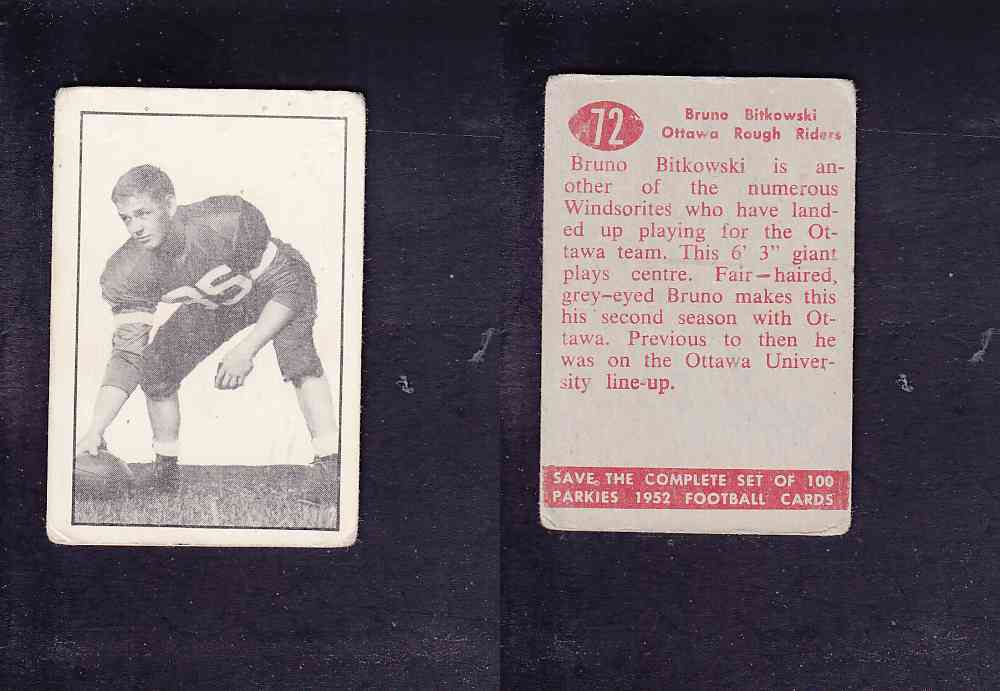 72
Bruno Bitkowski
Ottawa Rough Riders
Bruno Bitkowski is an-
other of the numerous
Windsorites who have land-
ed up playing for the Ot-
tawa team. This 6' 3" giant
plays centre. Fair—haired,
grey-eyed Bruno makes this
his second season with Ot-
tawa. Previous to then he
was on the Ottawa Univer-
sity line-up.
SAVE THE COMPLETE SET OF 100
PARKIES 1952 FOOTBALL CARDS